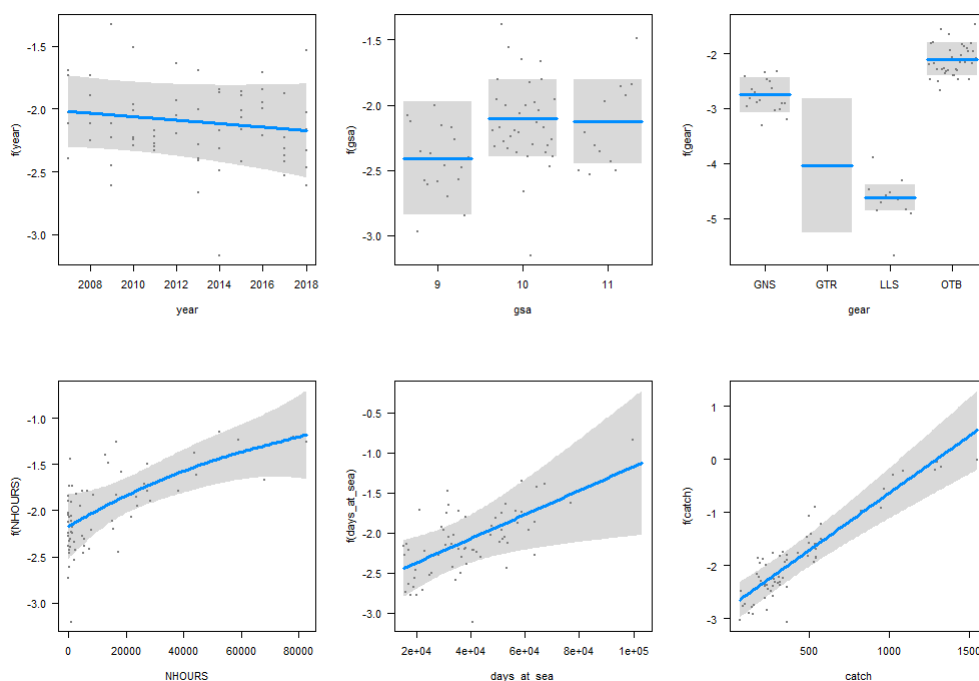 f(year)
-1.5
-2.0
-2.5
-3.0
2008 2010 2012 2014 2016 2018
year
f(gsa)
-1.5
-2.0
-2.5
-3.0
9 10 11
gsa
f(gear)
-2
-3
-4
-5
GNS GTR LLS OTB
gear
f(NHOURS)
-1.0
-1.5
-2.0
-2.5
-3.0
0 20000 40000 60000 80000
NHOURS
f(days_at_sea)
-0.5
-1.0
-1.5
-2.0
-2.5
-3.0
2e+04 4e+04 6e+04 8e+04 1e+05
days_at_sea
f(catch)
1
0
-1
-2
-3
500 1000 1500
catch